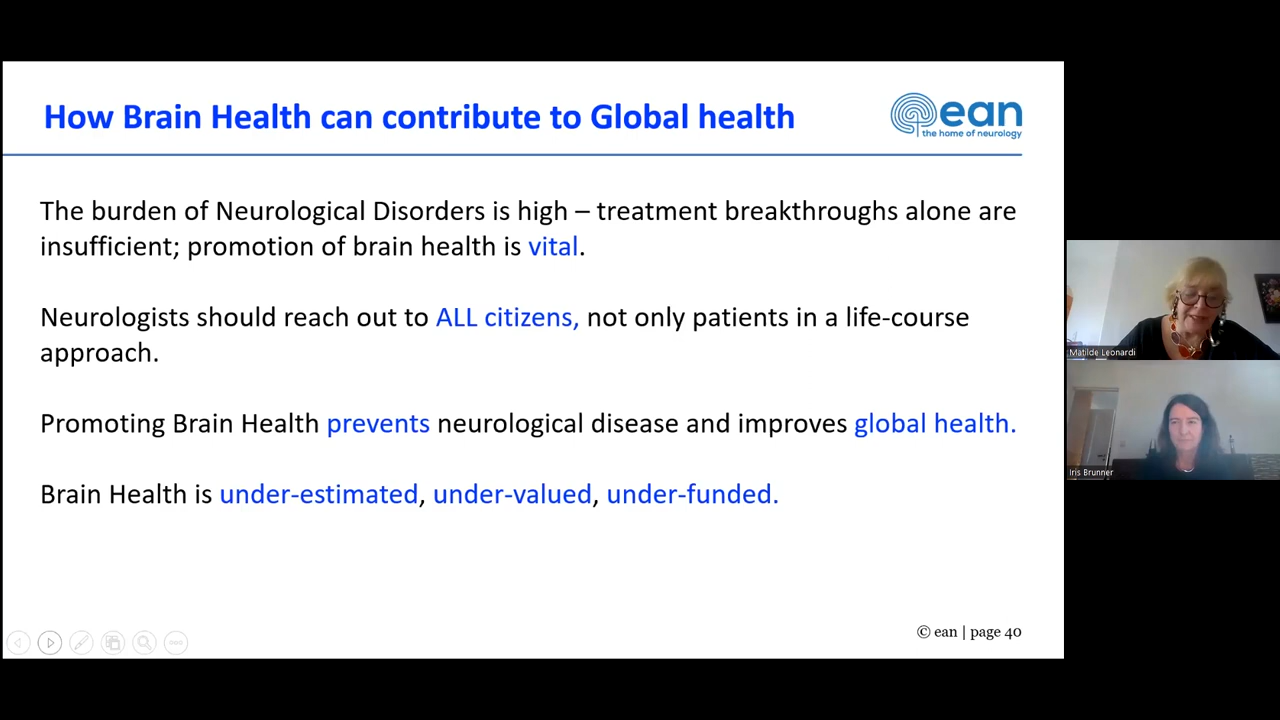 How Brain Health can contribute to Global health
ean
the home of neurology
The burden of Neurological Disorders is high – treatment breakthroughs alone are
insufficient; promotion of brain health is vital.
Neurologists should reach out to ALL citizens, not only patients in a life-course
approach.
Promoting Brain Health prevents neurological disease and improves global health.
Brain Health is under-estimated, under-valued, under-funded.
© ean | page 40
Matilde Leonardi
Iris Brunner